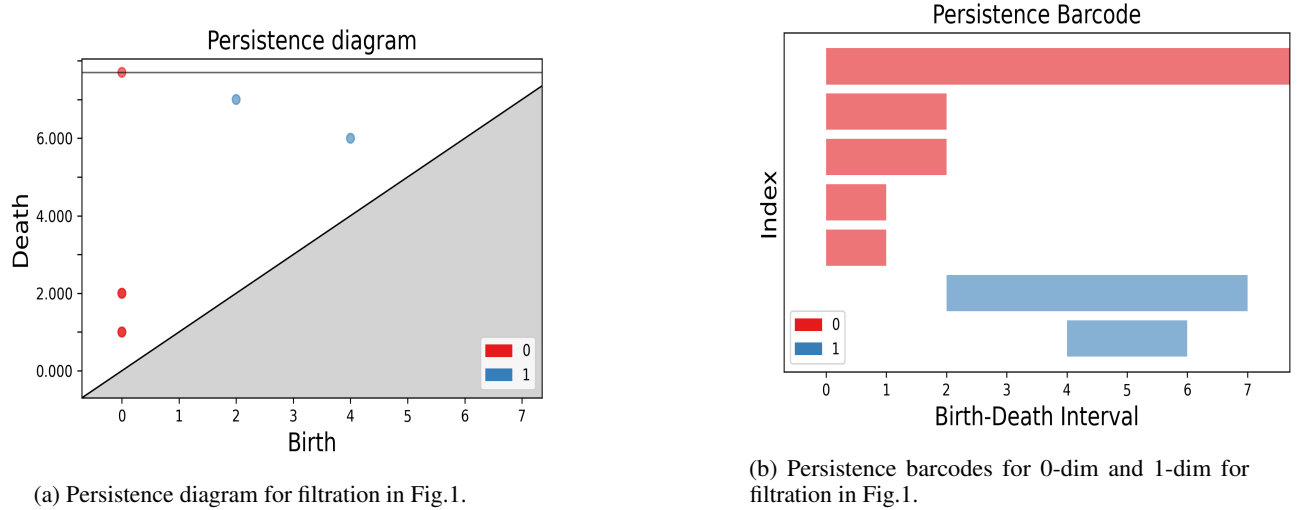 Persistence diagram
Death
6.000
4.000
2.000
0.000
0
1
0 1 2 3 4 5 6 7
Birth
(a) Persistence diagram for filtration in Fig.1.
Persistence Barcode
Index
0
1
0 1 2 3 4 5 6 7
Birth-Death Interval
(b) Persistence barcodes for 0-dim and 1-dim for
filtration in Fig.1.